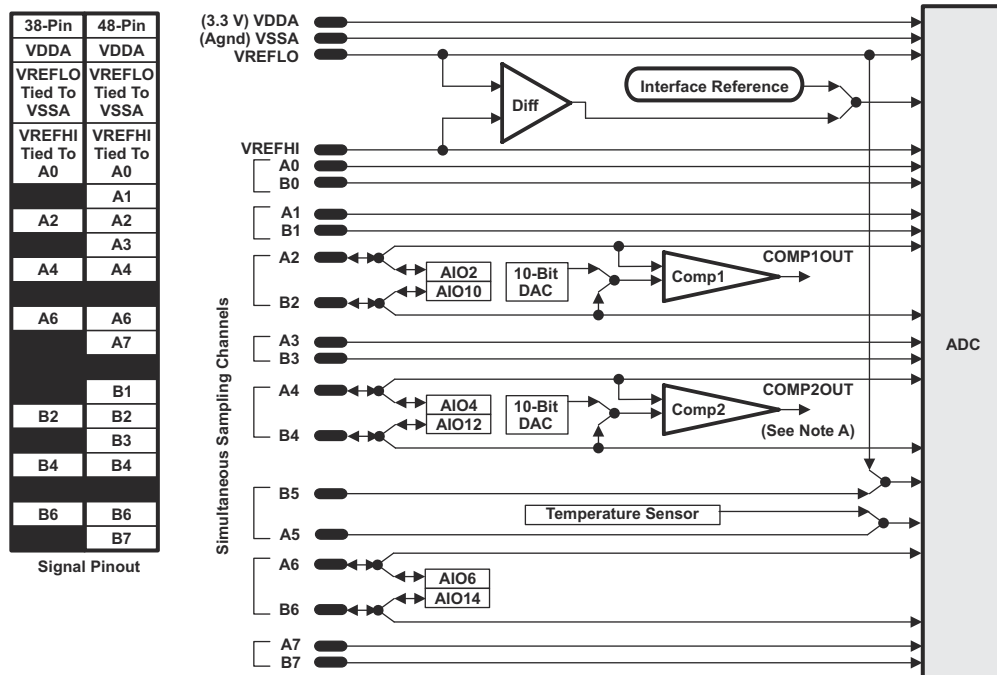 38-Pin 48-Pin
VDDA VDDA
VREFLO Tied To VSSA VREFLO Tied To VSSA
VREFHI Tied To A0 VREFHI Tied To A0
A1
A2 A2
A3
A4 A4
A6 A6
A7
B1
B2 B2
B3
B4 B4
B6 B6
B7
Signal Pinout
Simultaneous Sampling Channels
(3.3 V) VDDA
(Agnd) VSSA
VREFLO
Interface Reference
Diff
VREFHI
A0
B0
A1
B1
A2
AIO2
AIO10
B2
10-Bit
DAC
Comp1
COMP1OUT
A3
B3
A4
AIO4
AIO12
B4
10-Bit
DAC
Comp2
COMP2OUT
(See Note A)
ADC
B5
Temperature Sensor
A5
A6
AIO6
AIO14
B6
A7
B7